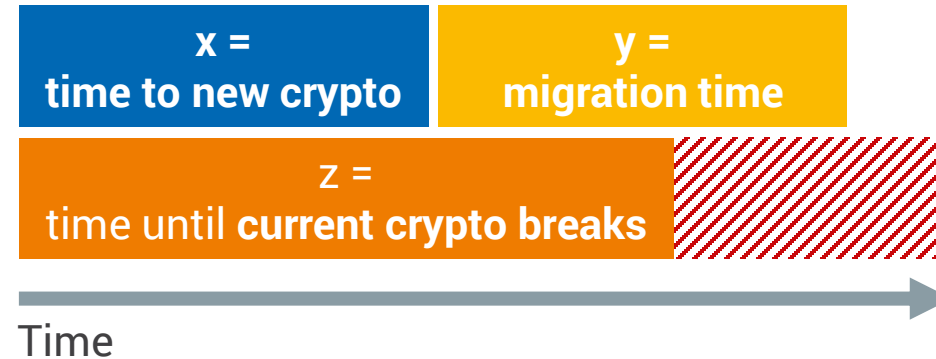 x =
time to new crypto
y =
migration time
z =
time until current crypto breaks
Time